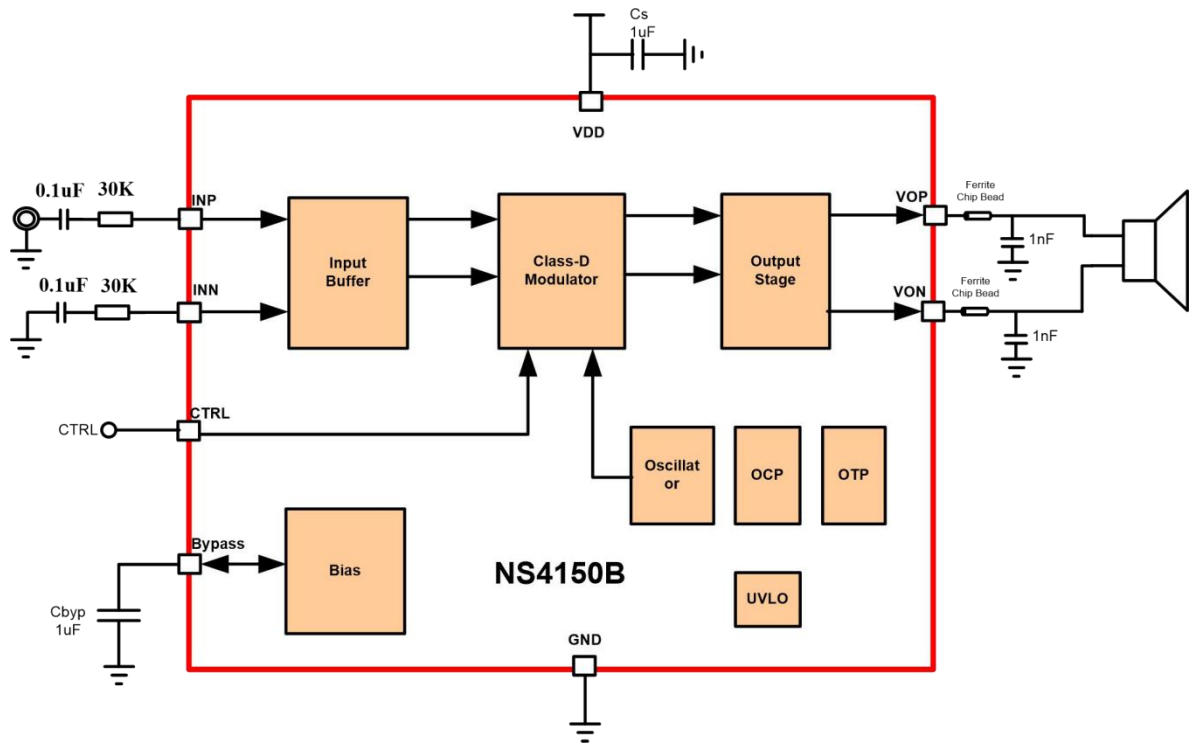 Cs
1uF
VDD
0.1uF 30K
INP
Input
Buffer
Class-D
Modulator
Output
Stage
VOP
Ferrite
Chip Bead
1nF
0.1uF 30K
INN
VON
Ferrite
Chip Bead
1nF
CTRL
CTRL
Oscillat
or
OCP
OTP
Bypass
Bias
NS4150B
UVLO
Cbyp
1uF
GND